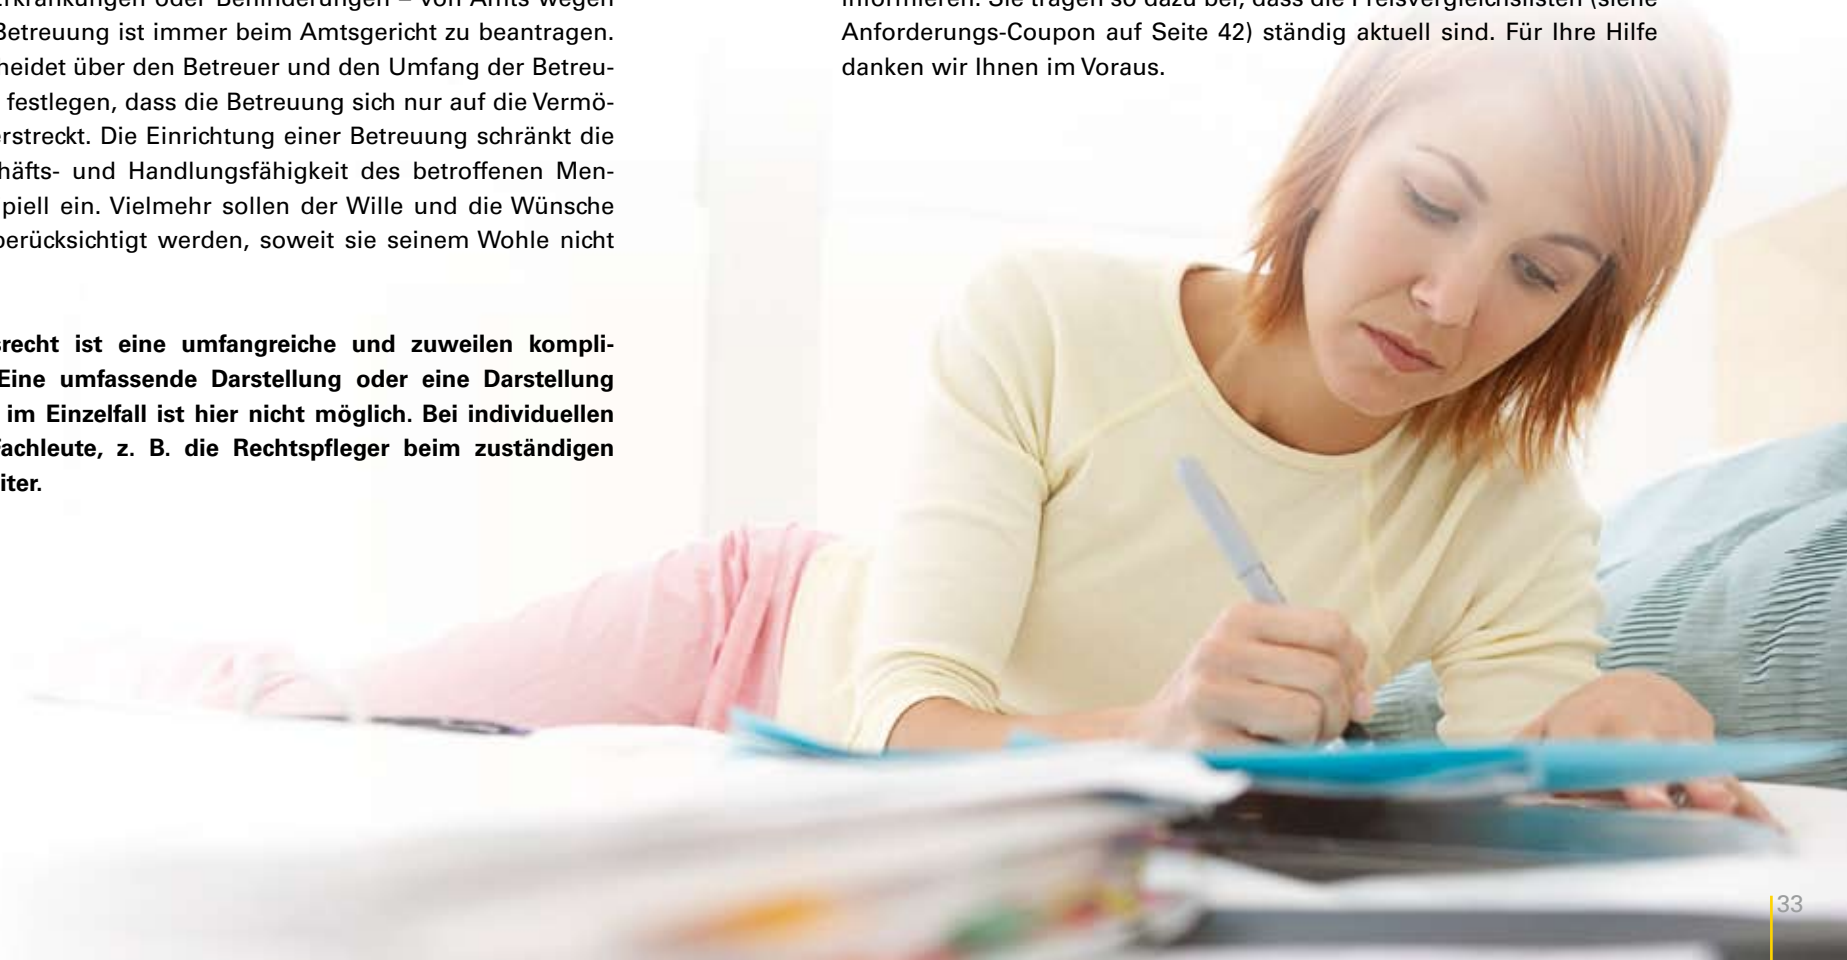 Erkrankungen oder Behinderungen – von Amts wegen
Betreuung ist immer beim Amtsgericht zu beantragen.
heidet über den Betreuer und den Umfang der Betreu-
festlegen, dass die Betreuung sich nur auf die Vermö-
erstreckt. Die Einrichtung einer Betreuung schränkt die
häfts- und Handlungsfähigkeit des betroffenen Men-
piell ein. Vielmehr sollen der Wille und die Wünsche
berücksichtigt werden, soweit sie seinem Wohle nicht
srecht ist eine umfangreiche und zuweilen kompli-
Eine umfassende Darstellung oder eine Darstellung
im Einzelfall ist hier nicht möglich. Bei individuellen
Fachleute, z. B. die Rechtspfleger beim zuständigen
iter.
informieren. Sie tragen so dazu bei, dass die Preisvergleichslisten (siehe
Anforderungs-Coupon auf Seite 42) ständig aktuell sind. Für Ihre Hilfe
danken wir Ihnen im Voraus.
33